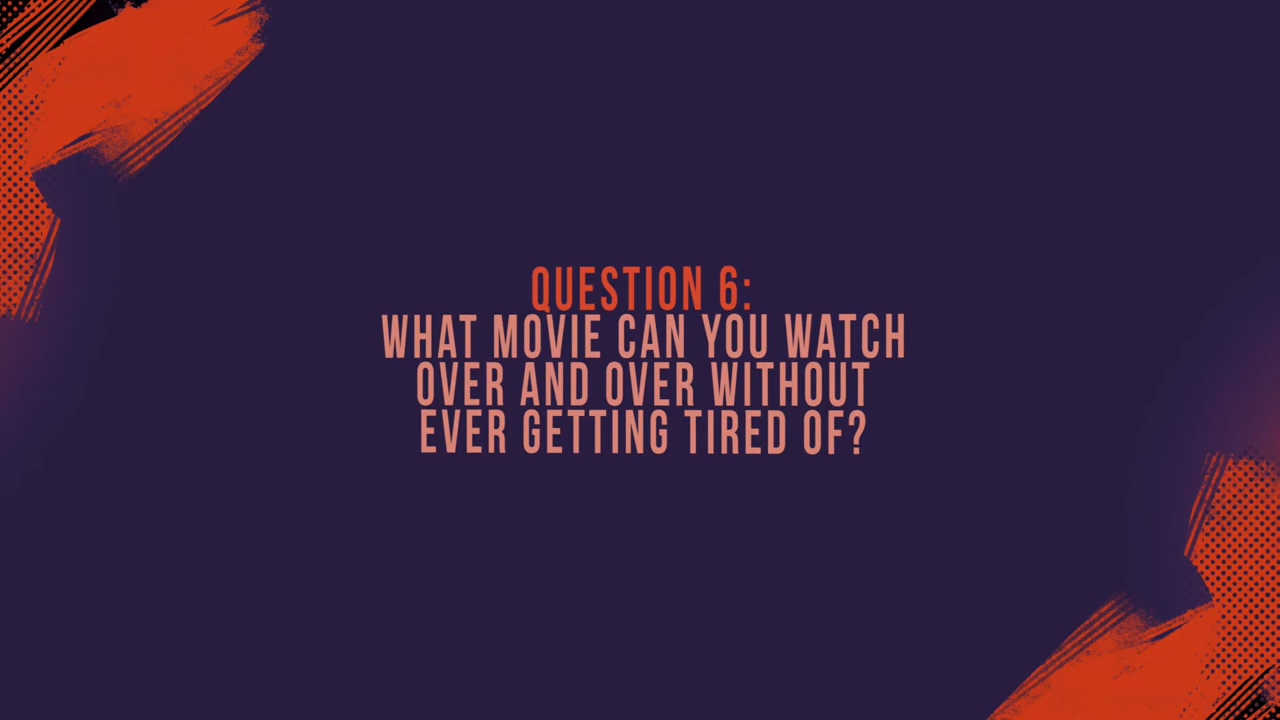 QUESTION 6:
WHAT MOVIE CAN YOU WATCH
OVER AND OVER WITHOUT
EVER GETTING TIRED OF?